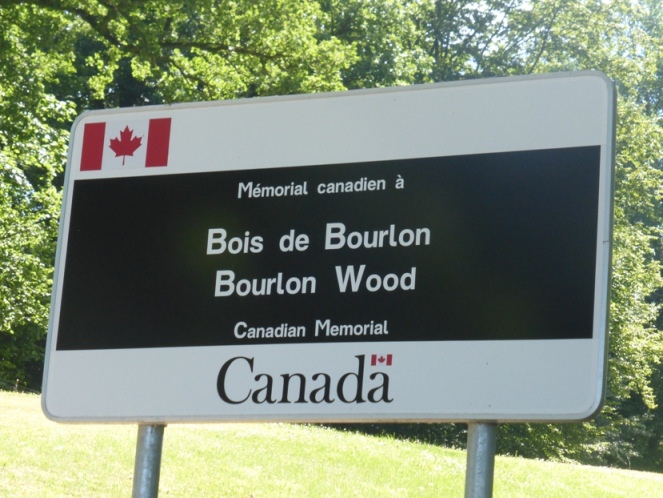 Mémorial canadien à
Bois de Bourlon
Bourlon Wood
Canadian Memorial
Canada